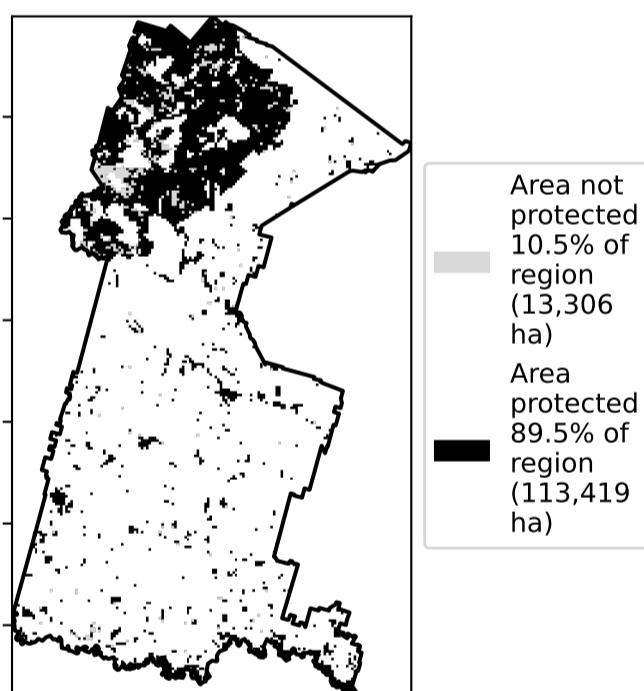 Area not
protected
10.5% of
region
(13,306
ha)
Area
protected
89.5% of
region
(113,419
ha)